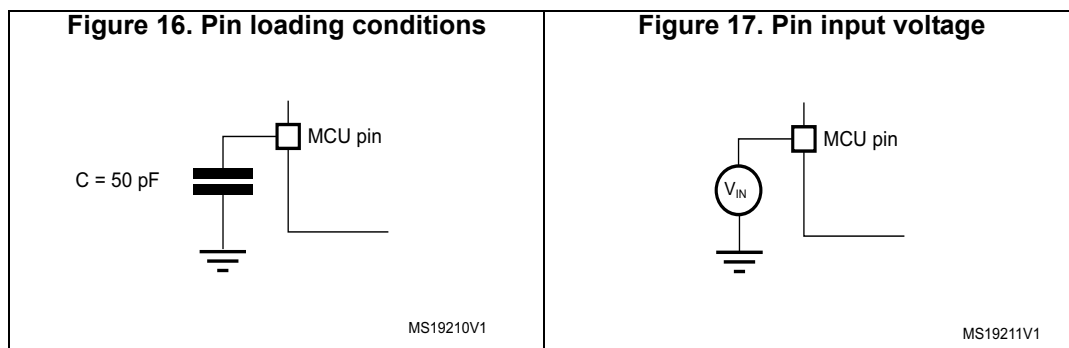 Figure 16. Pin loading conditions
MCU pin
C = 50 pF
MS19210V1
Figure 17. Pin input voltage
MCU pin
VIN
MS19211V1